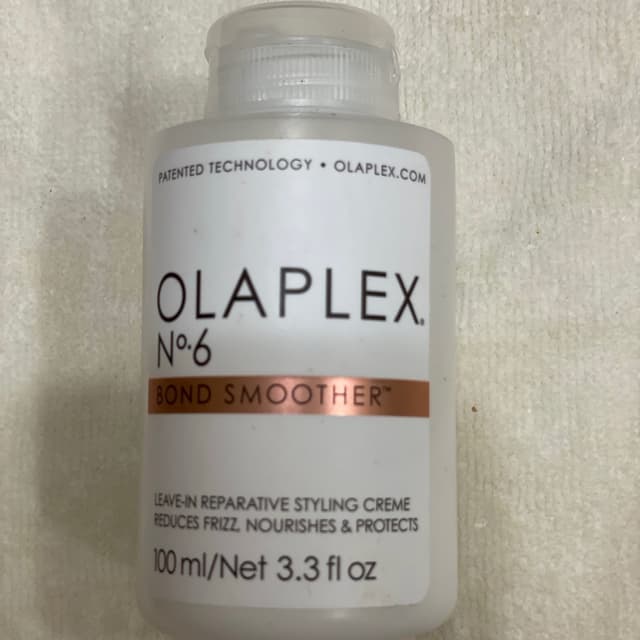 PATENTED TECHNOLOGY • OLAPLEX.COM
OLAPLEX.
Nº.6
BOND SMOOTHER™
LEAVE-IN REPARATIVE STYLING CREME
REDUCES FRIZZ, NOURISHES & PROTECTS
100 ml/Net 3.3 fl oz